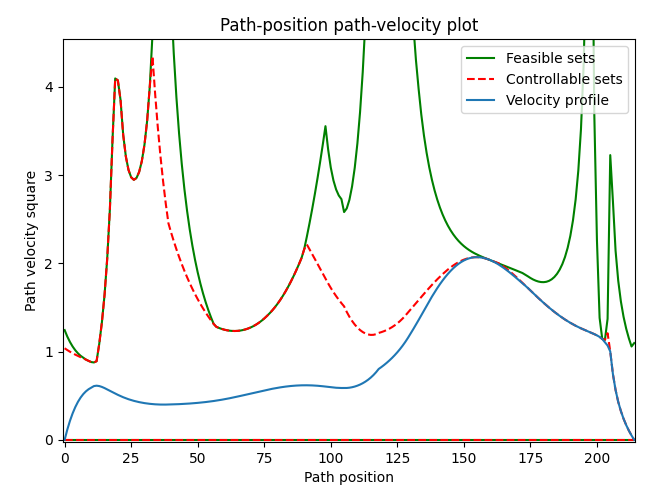 Path-position path-velocity plot
Feasible sets
Controllable sets
Velocity profile
Path velocity square
4
3
2
1
0
0 25 50 75 100 125 150 175 200
Path position